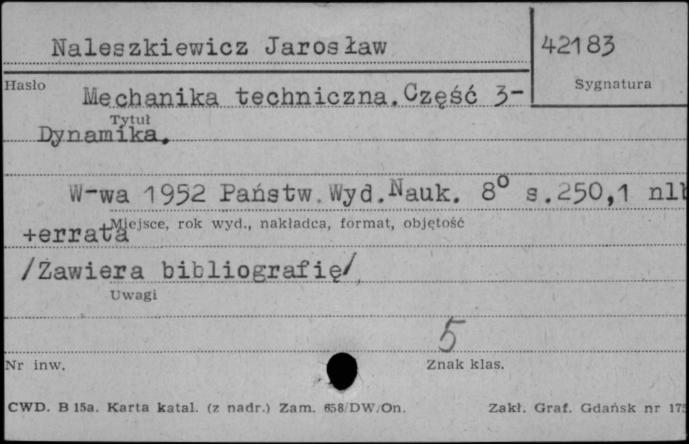 Naleszkiewicz Jarosław
42183
Hasło
Sygnatura
Mechanika techniczna. Część 3-
Tytuł
Dynamika.
W-wa 1952 Państw. Wyd. Nauk. 8° s.250,1 nlb
Miejsce, rok wyd., nakładca, format, objętość
+errata
/Zawiera bibliografię/
Uwagi
5
Nr inw.
Znak klas.
CWD. B 15a. Karta katal. (z nadr.) Zam. 658/DW/On.
Zakł. Graf. Gdańsk nr 175